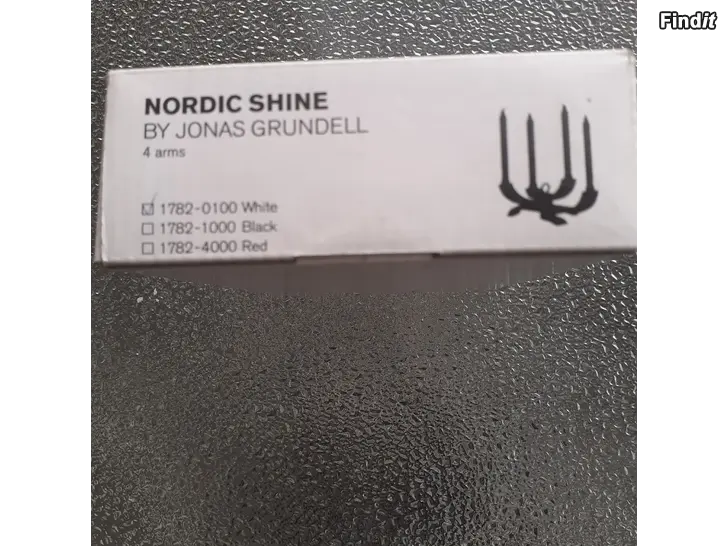 Findit
NORDIC SHINE
BY JONAS GRUNDELL
4 arms
☑ 1782-0100 White
☐ 1782-1000 Black
☐ 1782-4000 Red